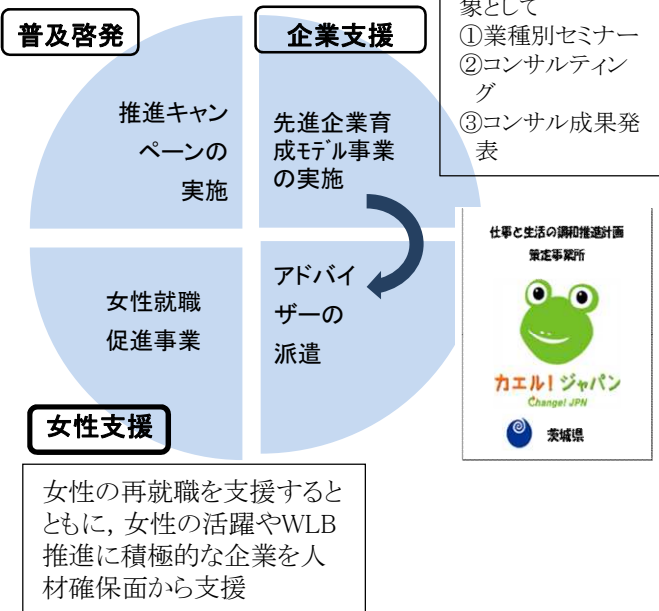 象として
①業種別セミナー
②コンサルティン
グ
③コンサル成果発
表
普及啓発
企業支援
推進キャン
ペーンの
実施
先進企業育
成ﾓﾃﾞﾙ事業
の実施
女性就職
促進事業
アドバイ
ザーの
派遣
仕事と生活の調和推進計画
策定事業所
カエル！ジャパン
Change! JPN
茨城県
女性支援
女性の再就職を支援すると
ともに，女性の活躍やWLB
推進に積極的な企業を人
材確保面から支援